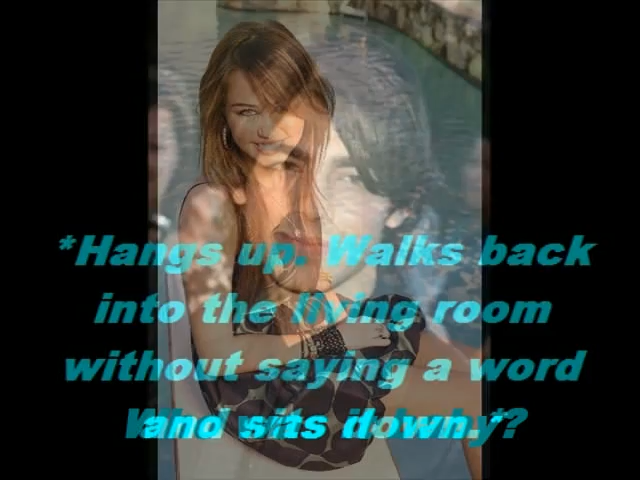 *Hangs up. Walks back
into the living room
without saying a word
and sits down.*
?